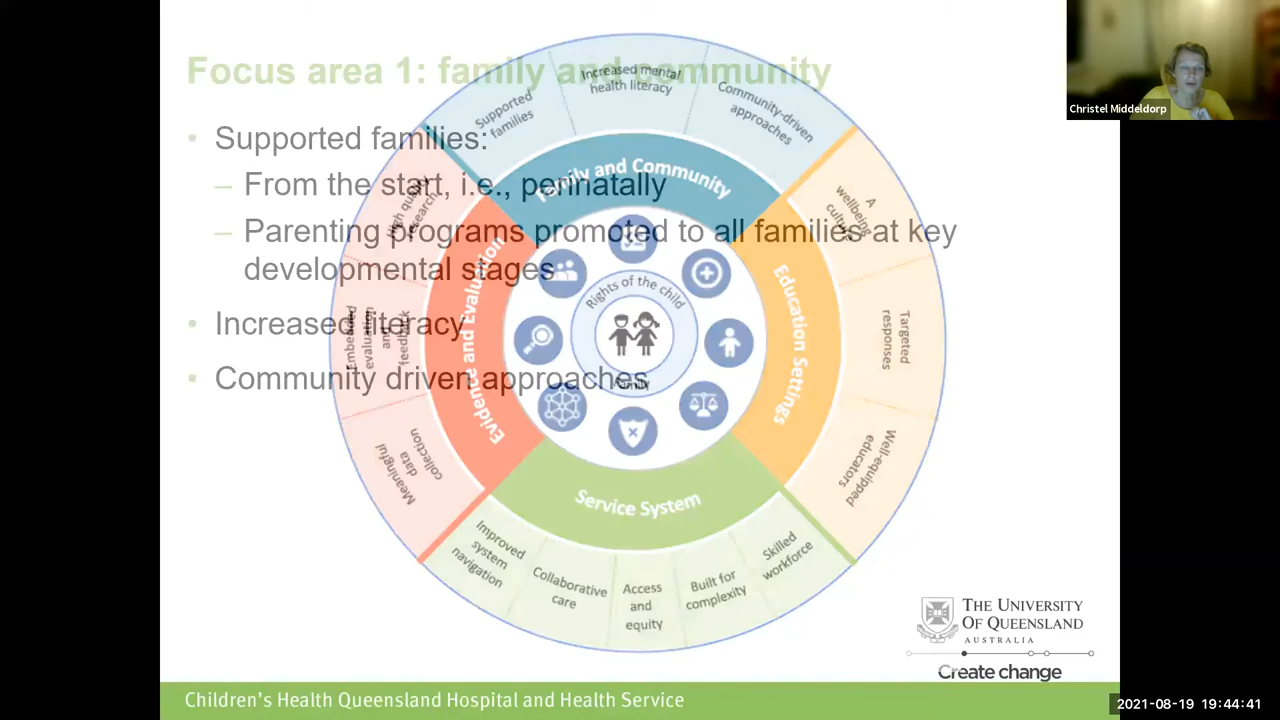 Focus area 1: family and community
• Supported families:
– From the start, i.e., perinatally
– Parenting programs promoted to all families at key
developmental stages
• Increased literacy
• Community driven approaches
Supported
families
Increased mental
health literacy
Community-driven
approaches
Family and Community
A
wellbeing
culture
Targeted
responses
Well-equipped
educators
Education Settings
Skilled
workforce
Built for
complexity
Access
and
equity
Collaborative
care
Improved
system
navigation
Service System
Meaningful
data
collection
Embedded
evaluation
and
feedback
High quality
research
Evidence and Evaluation
Rights of the child
Family
THE UNIVERSITY
OF QUEENSLAND
AUSTRALIA
Create change
Children's Health Queensland Hospital and Health Service
Christel Middeldorp
2021-08-19 19:44:41